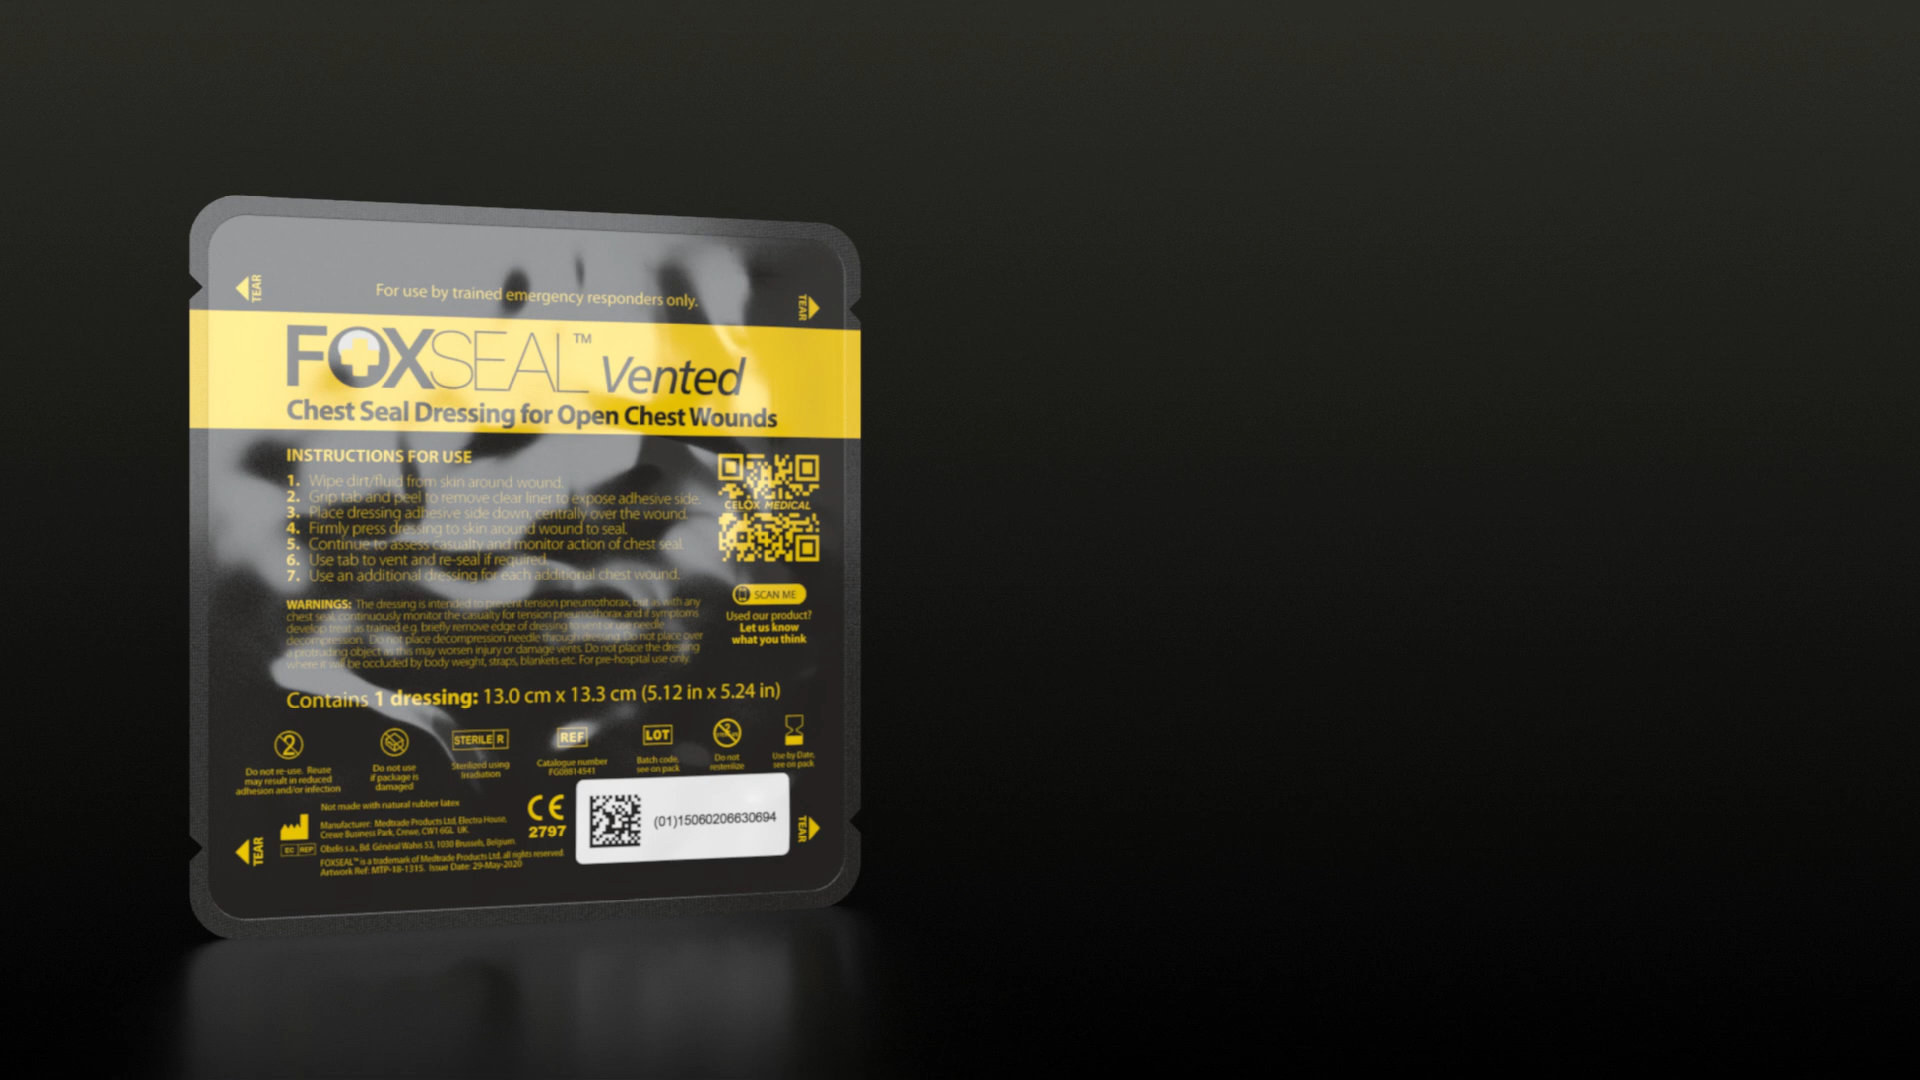 TEAR
TEAR
For use by trained emergency responders only.
FOXSEAL™ Vented
Chest Seal Dressing for Open Chest Wounds
INSTRUCTIONS FOR USE
1. Wipe dirt/fluid from skin around wound.
2. Grip tab and peel to remove clear liner to expose adhesive side.
3. Place dressing adhesive side down, centrally over the wound.
4. Firmly press dressing to skin around wound to seal.
5. Continue to assess casualty and monitor action of chest seal.
6. Use tab to vent and re-seal if required.
7. Use an additional dressing for each additional chest wound.
CELOX MEDICAL
SCAN ME
Used our product?
Let us know
what you think
WARNINGS: The dressing is intended to prevent tension pneumothorax, but as with any
chest seal, continuously monitor the casualty for tension pneumothorax and if symptoms
develop treat as trained e.g. briefly remove edge of dressing to vent or use needle
decompression. Do not place decompression needle through dressing. Do not place over
a protruding object as this may worsen injury or damage vents. Do not place the dressing
where it will be occluded by body weight, straps, blankets etc. For pre-hospital use only.
Contains 1 dressing: 13.0 cm x 13.3 cm (5.12 in x 5.24 in)
2
Do not re-use. Reuse
may result in reduced
adhesion and/or infection
Do not use
if package is
damaged
STERILE R
Sterilized using
Irradiation
REF
Catalogue number
FG08814541
LOT
Batch code,
see on pack
Do not
resterilize
Use by Date,
see on pack
Not made with natural rubber latex
Manufacturer: Medtrade Products Ltd, Electra House,
Crewe Business Park, Crewe, CW1 6GL UK.
EC REP
Obelis s.a., Bd. Général Wahis 53, 1030 Brussels, Belgium.
FOXSEAL™ is a trademark of Medtrade Products Ltd, all rights reserved.
Artwork Ref: MTP-18-1315. Issue Date: 29-May-2020
CE
2797
(01)15060206630694
TEAR
TEAR